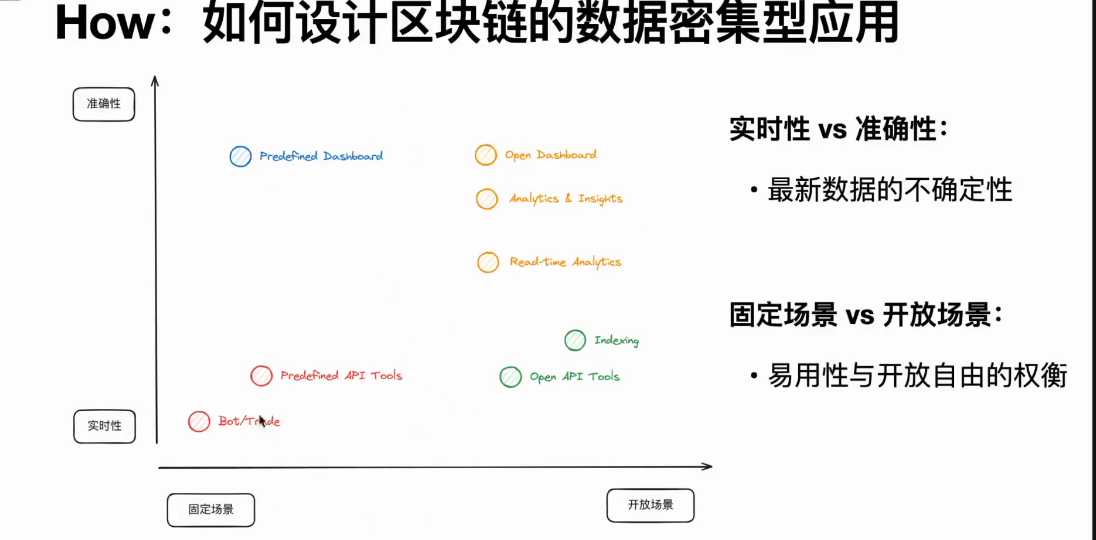 How：如何设计区块链的数据密集型应用
准确性
Predefined Dashboard
Open Dashboard
Analytics & Insights
Read-time Analytics
Indexing
Predefined API Tools
Open API Tools
Bot/Trade
实时性
固定场景
开放场景
实时性 vs 准确性：
• 最新数据的不确定性
固定场景 vs 开放场景：
• 易用性与开放自由的权衡